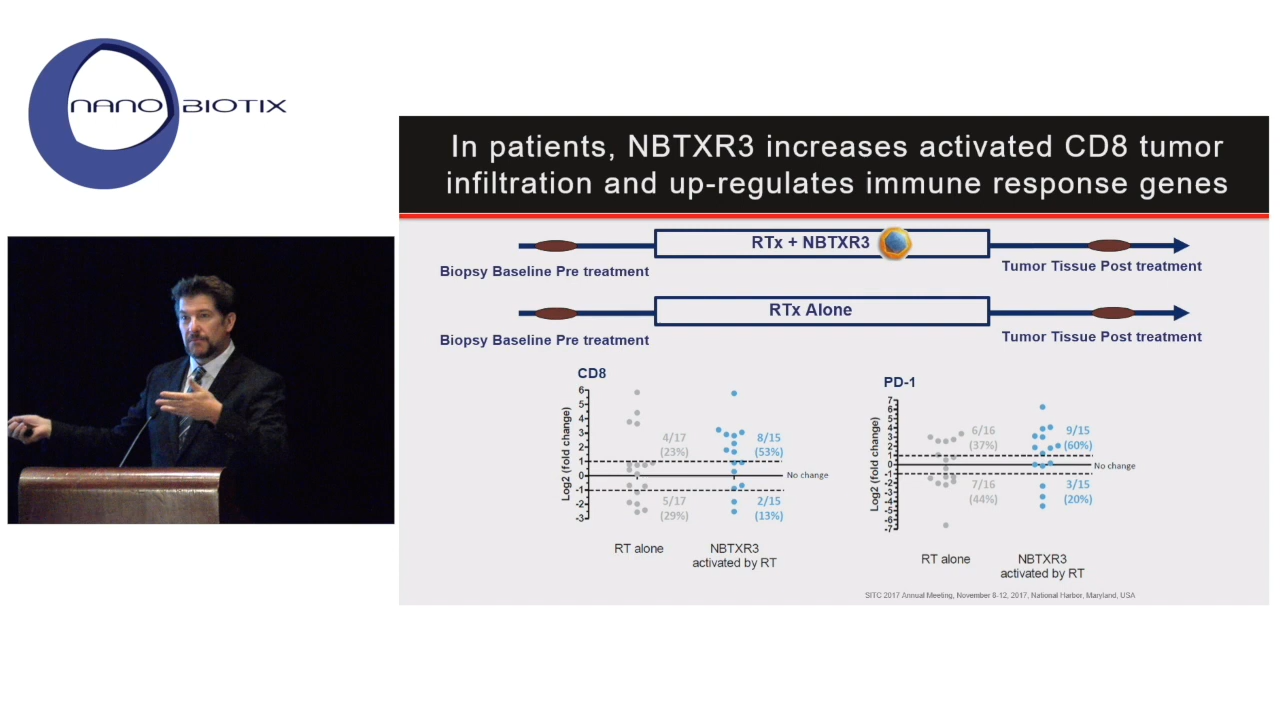 NANOBIOTIX
In patients, NBTXR3 increases activated CD8 tumor
infiltration and up-regulates immune response genes
RTx + NBTXR3
Biopsy Baseline Pre treatment
Tumor Tissue Post treatment
RTx Alone
Biopsy Baseline Pre treatment
Tumor Tissue Post treatment
CD8
Log2 (fold change)
6
5
4
3
2
1
0
-1
-2
-3
4/17
(23%)
8/15
(53%)
No change
5/17
(29%)
2/15
(13%)
RT alone
NBTXR3
activated by RT
PD-1
Log2 (fold change)
7
6
5
4
3
2
1
0
-1
-2
-3
-4
-5
-6
-7
6/16
(37%)
9/15
(60%)
No change
7/16
(44%)
3/15
(20%)
RT alone
NBTXR3
activated by RT
SITC 2017 Annual Meeting, November 8-12, 2017, National Harbor, Maryland, USA